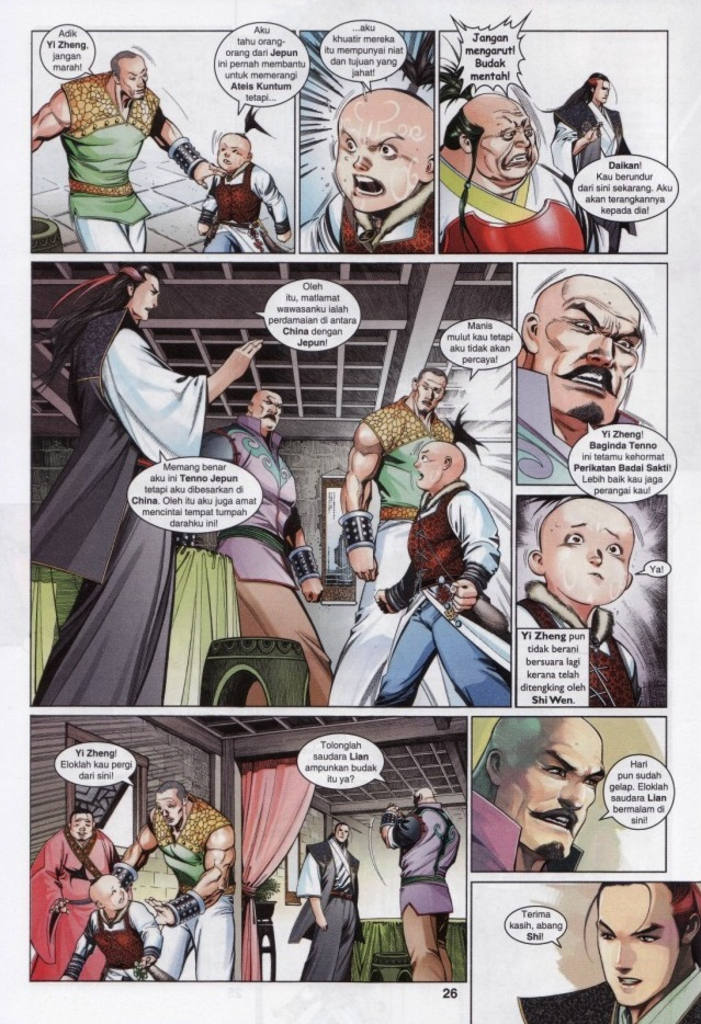 Adik
Yi Zheng,
jangan
marah!
Aku
tahu orang-
orang dari Jepun
ini pernah membantu
untuk memerangi
Ateis Kuntum
tetapi...
...aku
khuatir mereka
itu mempunyai niat
dan tujuan yang
jahat!
Jangan
mengarut!
Budak
mentah!
Daikan!
Kau berundur
dari sini sekarang. Aku
akan terangkannya
kepada dia!
Oleh
itu, matlamat
wawasanku ialah
perdamaian di antara
China dengan
Jepun!
Manis
mulut kau tetapi
aku tidak akan
percaya!
Memang benar
aku ini Tenno Jepun
tetapi aku dibesarkan di
China. Oleh itu aku juga amat
mencintai tempat tumpah
darahku ini!
Yi Zheng!
Baginda Tenno
ini tetamu kehormat
Perikatan Badai Sakti!
Lebih baik kau jaga
perangai kau!
Ya!
Yi Zheng pun
tidak berani
bersuara lagi
kerana telah
ditengking oleh
Shi Wen.
Yi Zheng!
Eloklah kau pergi
dari sini!
Tolonglah
saudara Lian
ampunkan budak
itu ya?
Hari
pun sudah
gelap. Eloklah
saudara Lian
bermalam di
sini!
Terima
kasih, abang
Shi!
26